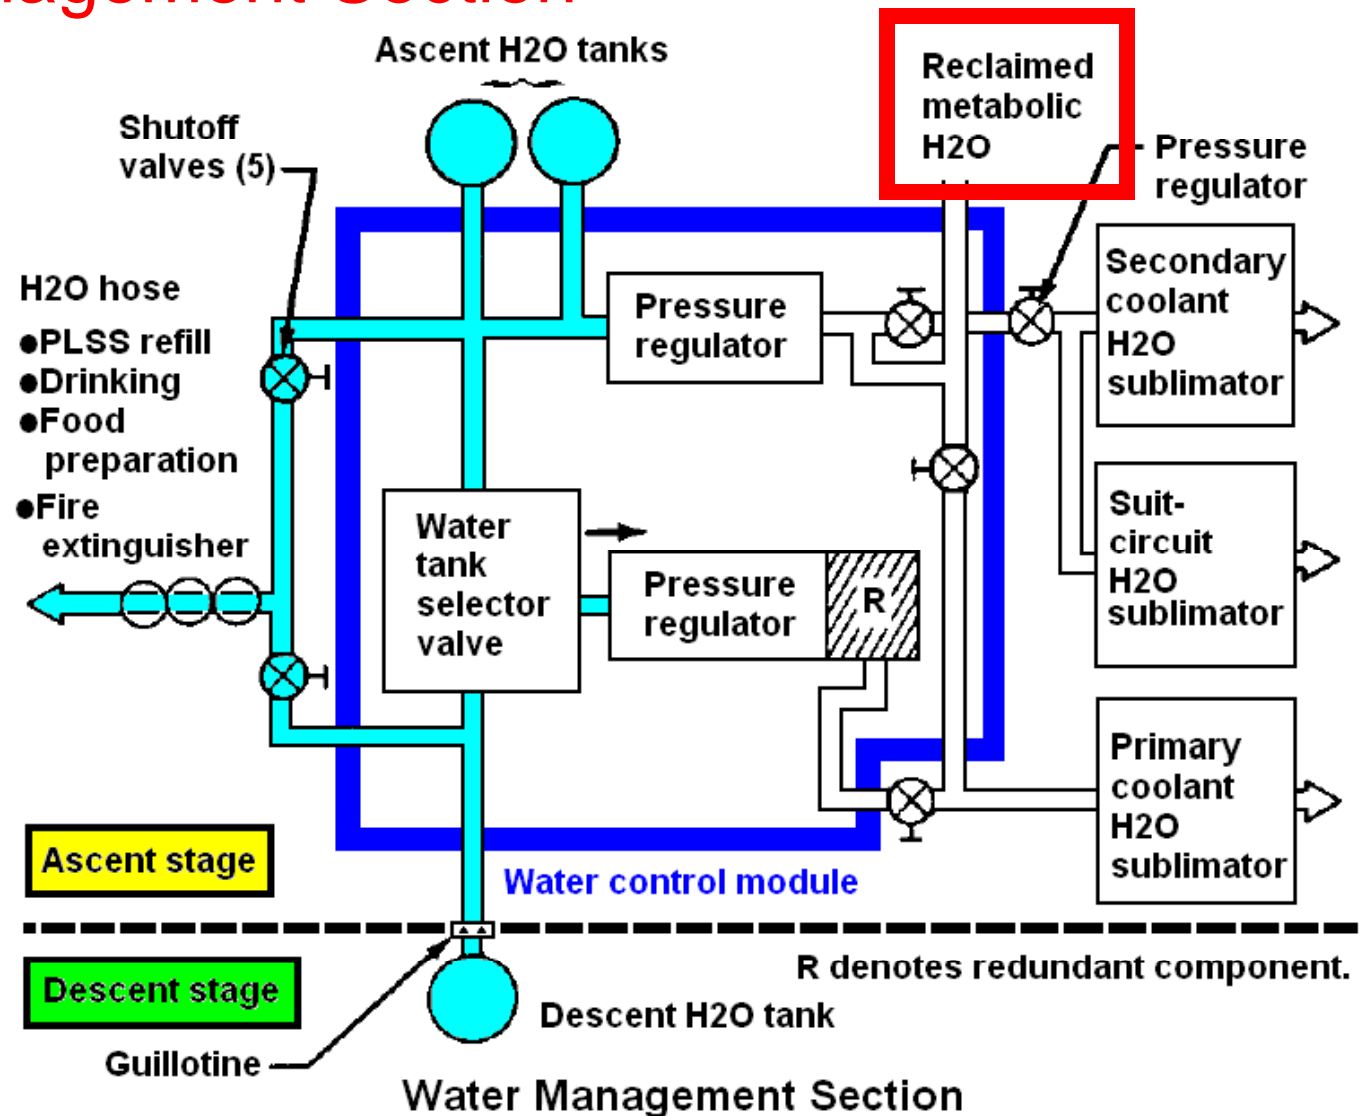 Ascent H2O tanks
Shutoff
valves (5)
Reclaimed
metabolic
H2O
Pressure
regulator
H2O hose
●PLSS refill
●Drinking
●Food
preparation
●Fire
extinguisher
Pressure
regulator
Secondary
coolant
H2O
sublimator
Water
tank
selector
valve
Pressure
regulator
R
Suit-
circuit
H2O
sublimator
Primary
coolant
H2O
sublimator
Ascent stage
Water control module
R denotes redundant component.
Descent stage
Descent H2O tank
Guillotine
Water Management Section